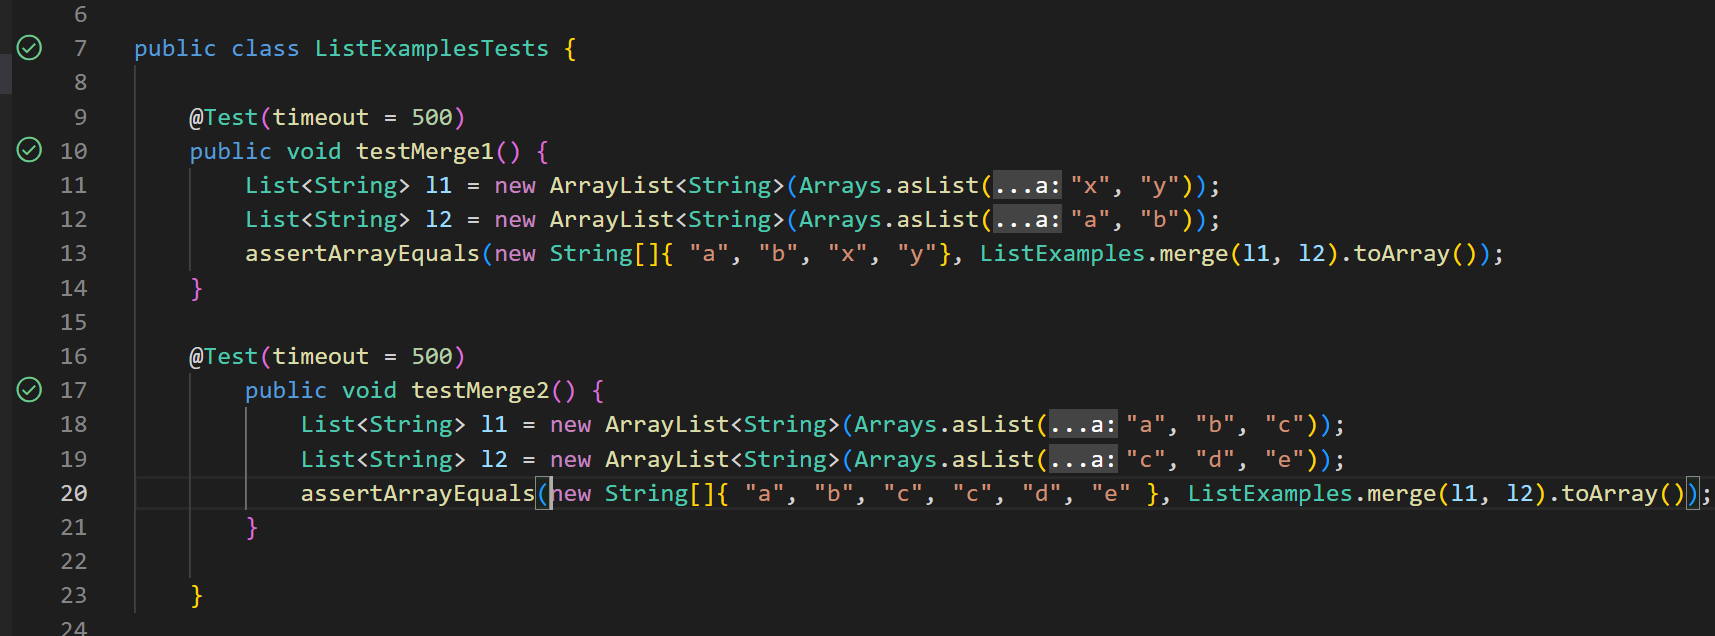 6
7 public class ListExamplesTests {
8
9 @Test(timeout = 500)
10 public void testMerge1() {
11 List<String> l1 = new ArrayList<String>(Arrays.asList(...a: "x", "y"));
12 List<String> l2 = new ArrayList<String>(Arrays.asList(...a: "a", "b"));
13 assertArrayEquals(new String[]{ "a", "b", "x", "y"}, ListExamples.merge(l1, l2).toArray());
14 }
15
16 @Test(timeout = 500)
17 public void testMerge2() {
18 List<String> l1 = new ArrayList<String>(Arrays.asList(...a: "a", "b", "c"));
19 List<String> l2 = new ArrayList<String>(Arrays.asList(...a: "c", "d", "e"));
20 assertArrayEquals(new String[]{ "a", "b", "c", "c", "d", "e" }, ListExamples.merge(l1, l2).toArray());
21 }
22
23 }
24